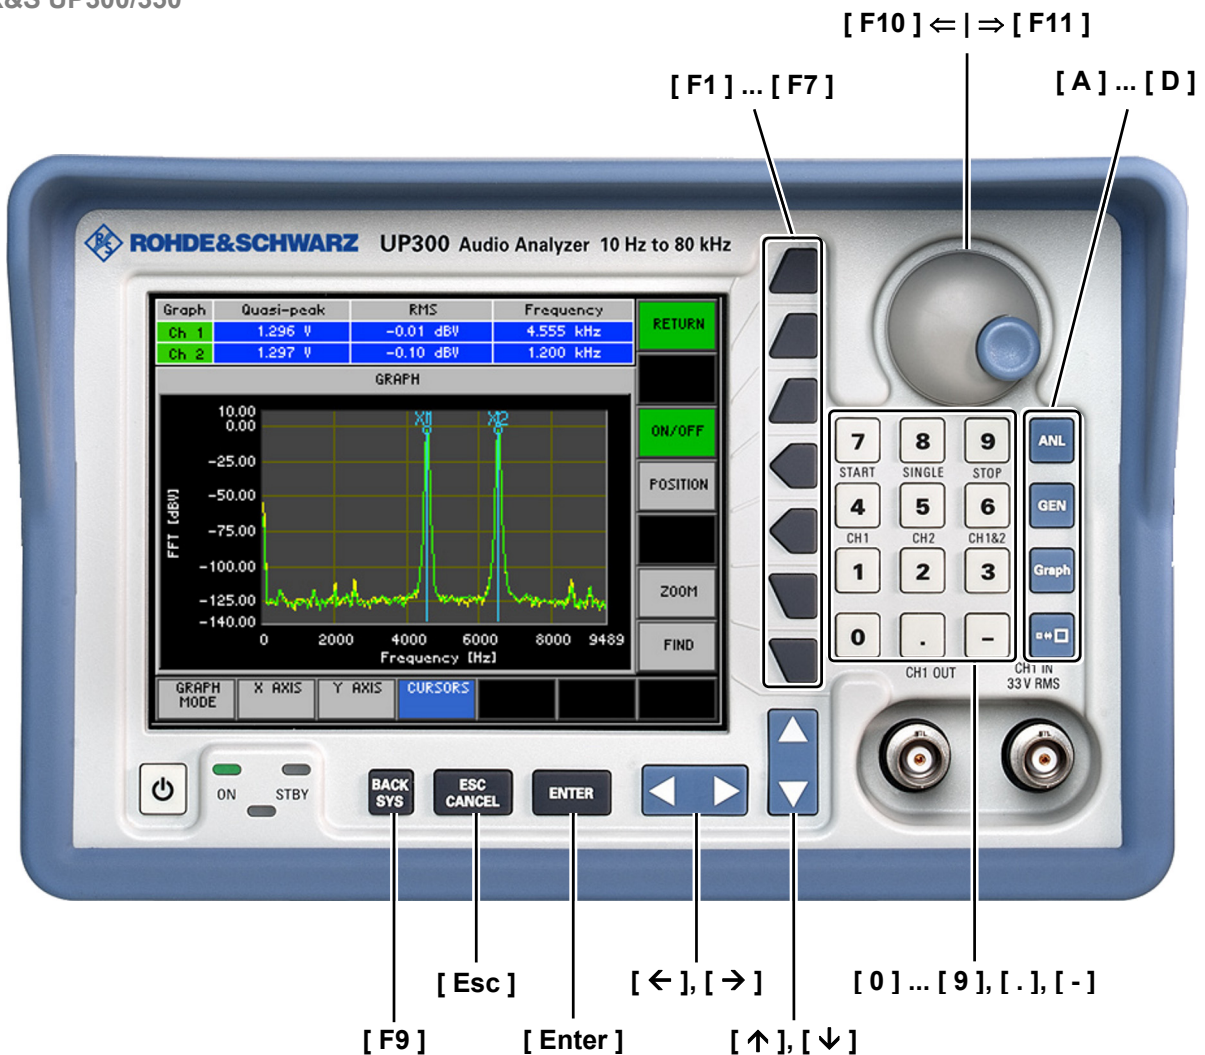 R&S UP300/350
[ F10 ] ⇐ | ⇒ [ F11 ]
[ F1 ] ... [ F7 ]
[ A ] ... [ D ]
ROHDE&SCHWARZ UP300 Audio Analyzer 10 Hz to 80 kHz
Graph Quasi-peak RMS Frequency
Ch 1 1.296 V -0.01 dBV 4.555 kHz
Ch 2 1.297 V -0.10 dBV 1.200 kHz
RETURN
GRAPH
ON/OFF
POSITION
ZOOM
FIND
10.00
0.00
-25.00
-50.00
-75.00
-100.00
-125.00
-140.00
FFT [dBV]
0 2000 4000 6000 8000 9489
Frequency [Hz]
GRAPH MODE
X AXIS
Y AXIS
CURSORS
7 8 9 ANL
START SINGLE STOP
4 5 6 GEN
CH1 CH2 CH1&2
1 2 3 Graph
0 . –
CH1 OUT
CH1 IN
33 V RMS
ON STBY
BACK SYS
ESC CANCEL
ENTER
[ Esc ]
[ ← ], [ → ]
[ 0 ] ... [ 9 ], [ . ], [ - ]
[ F9 ]
[ Enter ]
[ ↑ ], [ ↓ ]